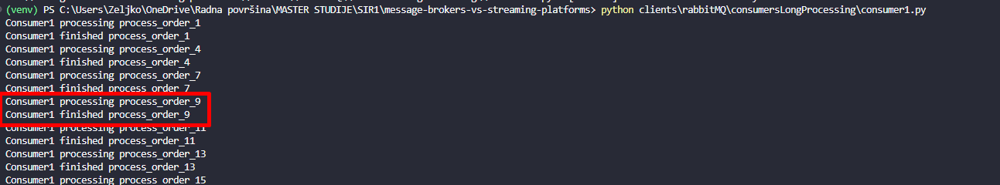 (venv) PS C:\Users\Zeljko\OneDrive\Radna površina\MASTER STUDIJE\SIR1\message-brokers-vs-streaming-platforms> python clients\rabbitMQ\consumersLongProcessing\consumer1.py
Consumer1 processing process_order_1
Consumer1 finished process_order_1
Consumer1 processing process_order_4
Consumer1 finished process_order_4
Consumer1 processing process_order_7
Consumer1 finished process_order_7
Consumer1 processing process_order_9
Consumer1 finished process_order_9
Consumer1 processing process_order_11
Consumer1 finished process_order_11
Consumer1 processing process_order_13
Consumer1 finished process_order_13
Consumer1 processing process_order_15